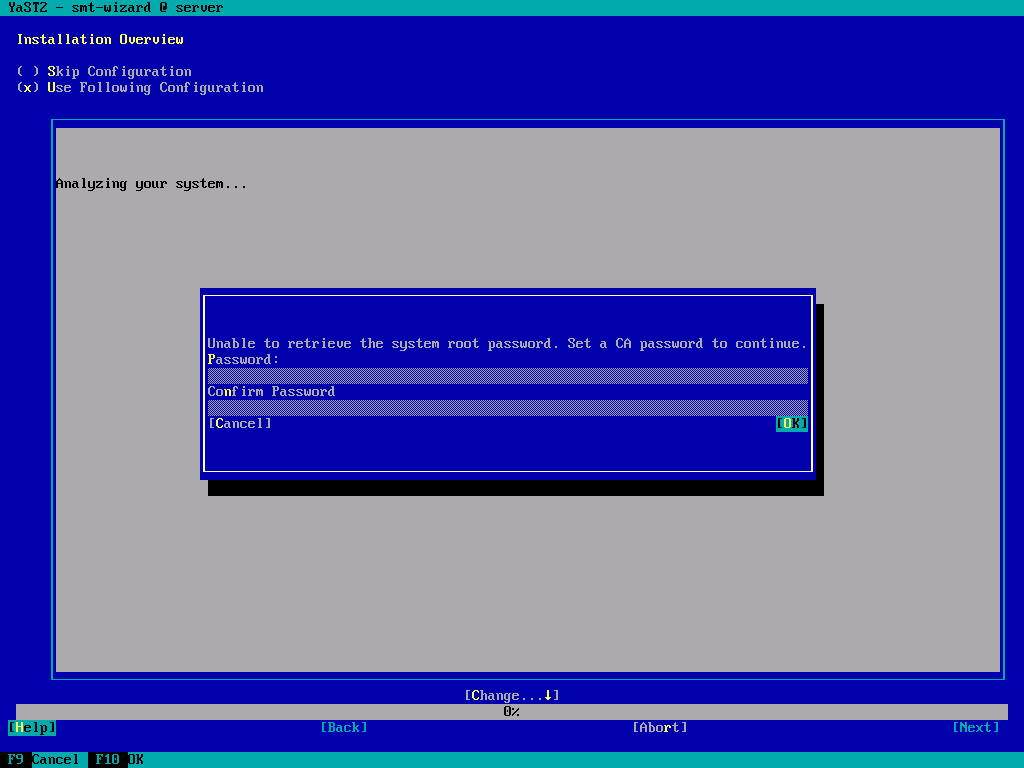 YaST2 - smt-wizard @ server
Installation Overview
( ) Skip Configuration
(x) Use Following Configuration
Analyzing your system...
Unable to retrieve the system root password. Set a CA password to continue.
Password:
Confirm Password
[Cancel] [OK]
[Change...↓]
0%
[Help] [Back] [Abort] [Next]
F9 Cancel F10 OK